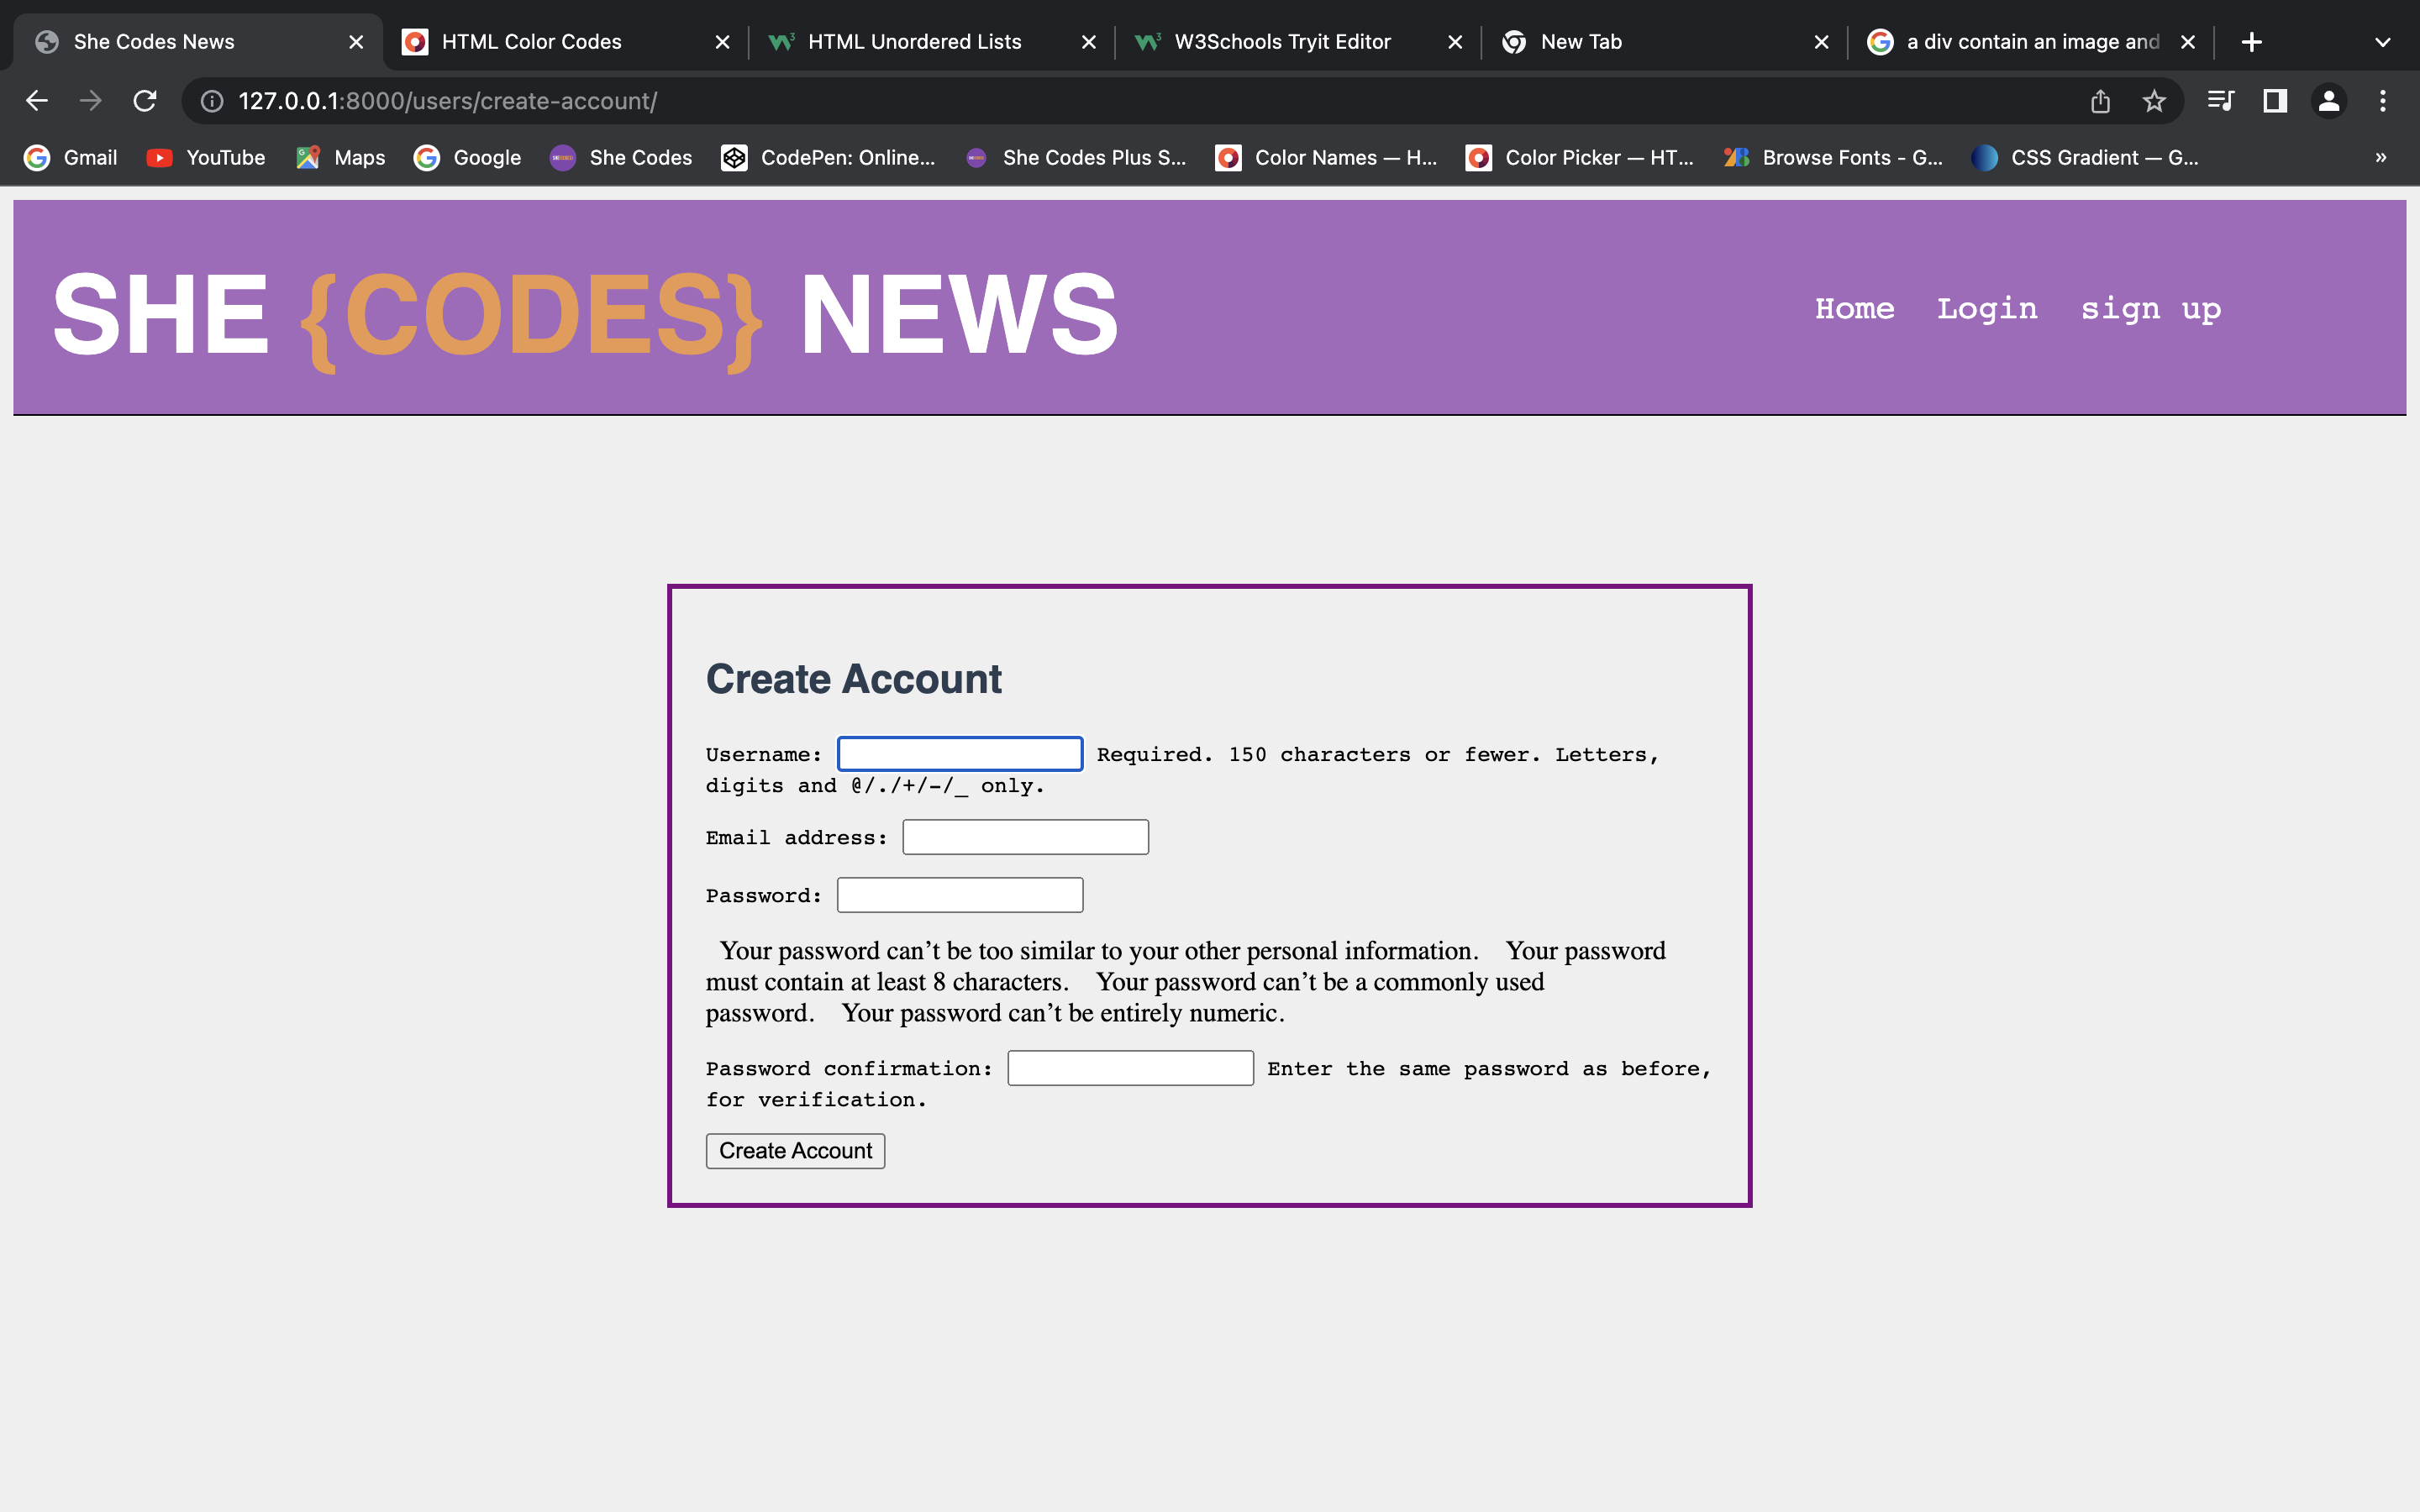 She Codes News
HTML Color Codes
HTML Unordered Lists
W3Schools Tryit Editor
New Tab
a div contain an image and
127.0.0.1:8000/users/create-account/
Gmail
YouTube
Maps
Google
She Codes
CodePen: Online...
She Codes Plus S...
Color Names — H...
Color Picker — HT...
Browse Fonts - G...
CSS Gradient — G...
»
SHE {CODES} NEWS
Home Login sign up
Create Account
Username: Required. 150 characters or fewer. Letters,
digits and @/./+/-/_ only.
Email address:
Password:
Your password can’t be too similar to your other personal information. Your password
must contain at least 8 characters. Your password can’t be a commonly used
password. Your password can’t be entirely numeric.
Password confirmation: Enter the same password as before,
for verification.
Create Account